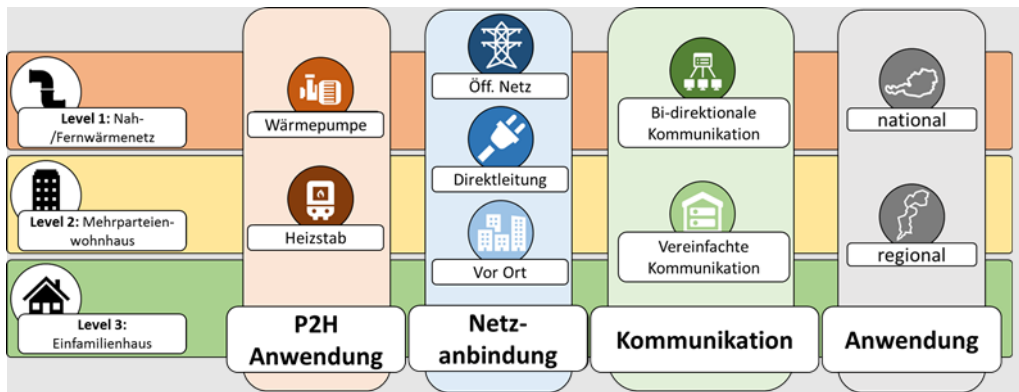 Level 1: Nah-
/Fernwärmenetz
Level 2: Mehrparteien-
wohnhaus
Level 3:
Einfamilienhaus
Wärmepumpe
Heizstab
P2H
Anwendung
Öff. Netz
Direktleitung
Vor Ort
Netz-
anbindung
Bi-direktionale
Kommunikation
Vereinfachte
Kommunikation
Kommunikation
national
regional
Anwendung